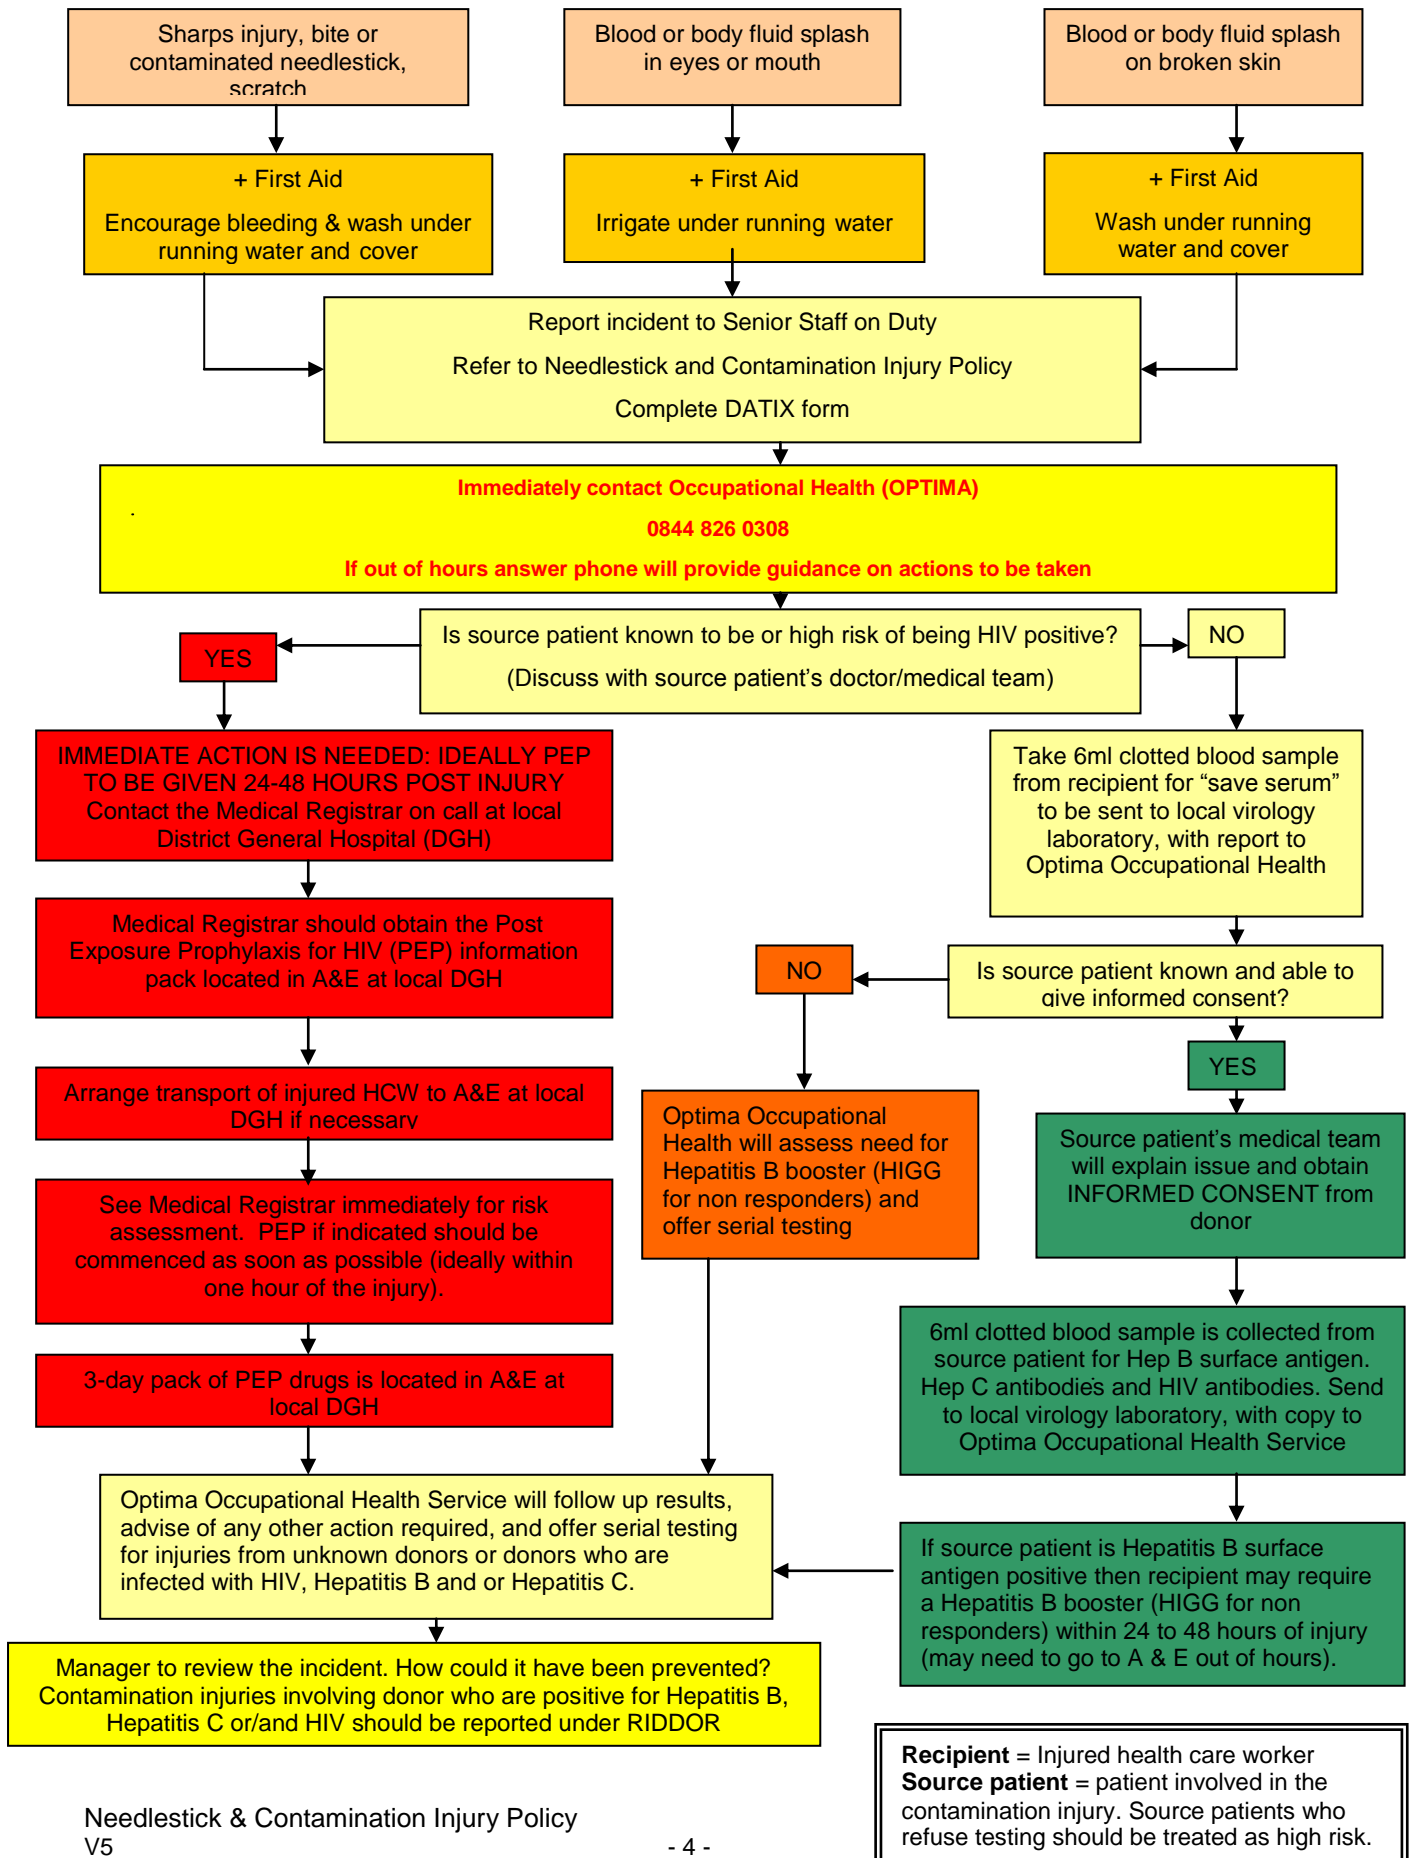 Sharps injury, bite or
contaminated needlestick,
scratch
Blood or body fluid splash
in eyes or mouth
Blood or body fluid splash
on broken skin
+ First Aid
Encourage bleeding & wash under
running water and cover
+ First Aid
Irrigate under running water
+ First Aid
Wash under running
water and cover
Report incident to Senior Staff on Duty
Refer to Needlestick and Contamination Injury Policy
Complete DATIX form
Immediately contact Occupational Health (OPTIMA)
0844 826 0308
If out of hours answer phone will provide guidance on actions to be taken
Is source patient known to be or high risk of being HIV positive?
(Discuss with source patient's doctor/medical team)
YES
NO
IMMEDIATE ACTION IS NEEDED: IDEALLY PEP
TO BE GIVEN 24-48 HOURS POST INJURY
Contact the Medical Registrar on call at local
District General Hospital (DGH)
Medical Registrar should obtain the Post
Exposure Prophylaxis for HIV (PEP) information
pack located in A&E at local DGH
Arrange transport of injured HCW to A&E at local
DGH if necessary
See Medical Registrar immediately for risk
assessment.  PEP if indicated should be
commenced as soon as possible (ideally within
one hour of the injury).
3-day pack of PEP drugs is located in A&E at
local DGH
Take 6ml clotted blood sample
from recipient for “save serum”
to be sent to local virology
laboratory, with report to
Optima Occupational Health
Is source patient known and able to
give informed consent?
NO
YES
Optima Occupational
Health will assess need for
Hepatitis B booster (HIGG
for non responders) and
offer serial testing
Source patient’s medical team
will explain issue and obtain
INFORMED CONSENT from
donor
6ml clotted blood sample is collected from
source patient for Hep B surface antigen.
Hep C antibodies and HIV antibodies. Send
to local virology laboratory, with copy to
Optima Occupational Health Service
If source patient is Hepatitis B surface
antigen positive then recipient may require
a Hepatitis B booster (HIGG for non
responders) within 24 to 48 hours of injury
(may need to go to A & E out of hours).
Optima Occupational Health Service will follow up results,
advise of any other action required, and offer serial testing
for injuries from unknown donors or donors who are
infected with HIV, Hepatitis B and or Hepatitis C.
Manager to review the incident. How could it have been prevented?
Contamination injuries involving donor who are positive for Hepatitis B,
Hepatitis C or/and HIV should be reported under RIDDOR
Recipient = Injured health care worker
Source patient = patient involved in the
contamination injury. Source patients who
refuse testing should be treated as high risk.
Needlestick & Contamination Injury Policy
V5
- 4 -